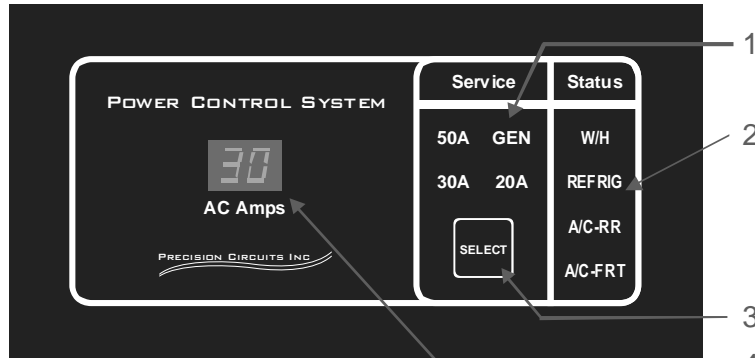 POWER CONTROL SYSTEM
30
AC Amps
PRECISION CIRCUITS INC
Service
50A GEN
30A 20A
SELECT
Status
W/H
REFRIG
A/C-RR
A/C-FRT
1
2
3